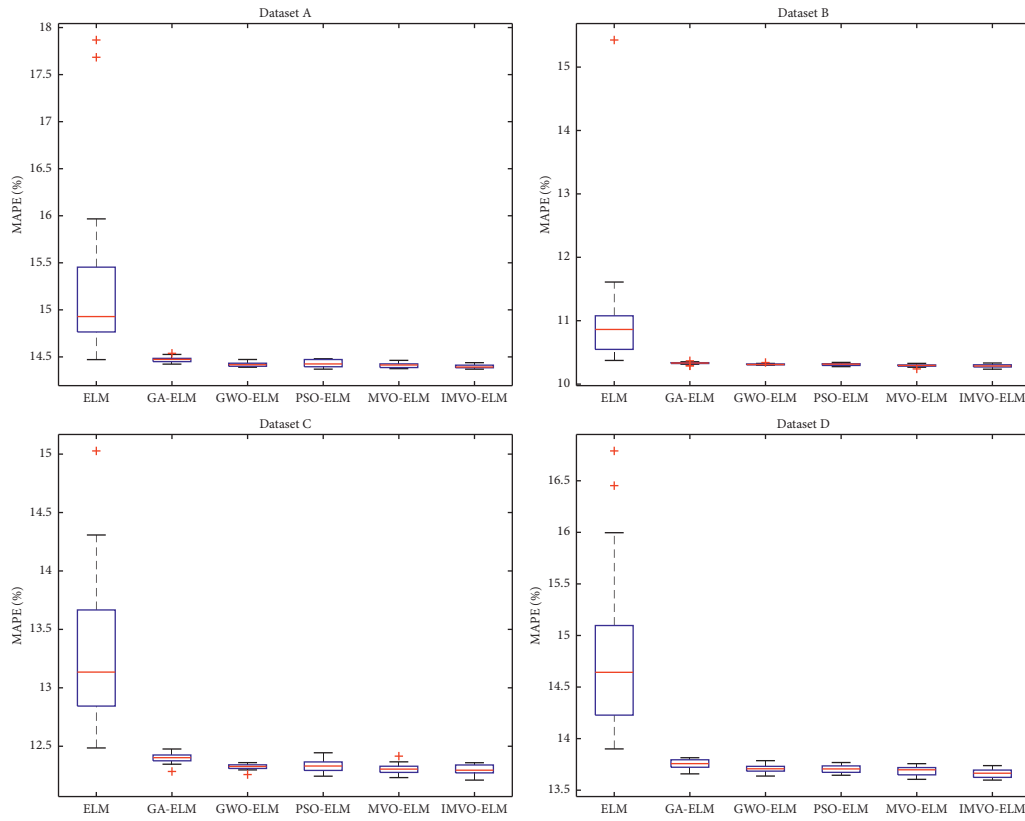 Dataset A
18
17.5
17
16.5
16
15.5
15
14.5
MAPE (%)
ELM GA-ELM GWO-ELM PSO-ELM MVO-ELM IMVO-ELM
Dataset B
15
14
13
12
11
10
MAPE (%)
ELM GA-ELM GWO-ELM PSO-ELM MVO-ELM IMVO-ELM
Dataset C
15
14.5
14
13.5
13
12.5
MAPE (%)
ELM GA-ELM GWO-ELM PSO-ELM MVO-ELM IMVO-ELM
Dataset D
16.5
16
15.5
15
14.5
14
13.5
MAPE (%)
ELM GA-ELM GWO-ELM PSO-ELM MVO-ELM IMVO-ELM